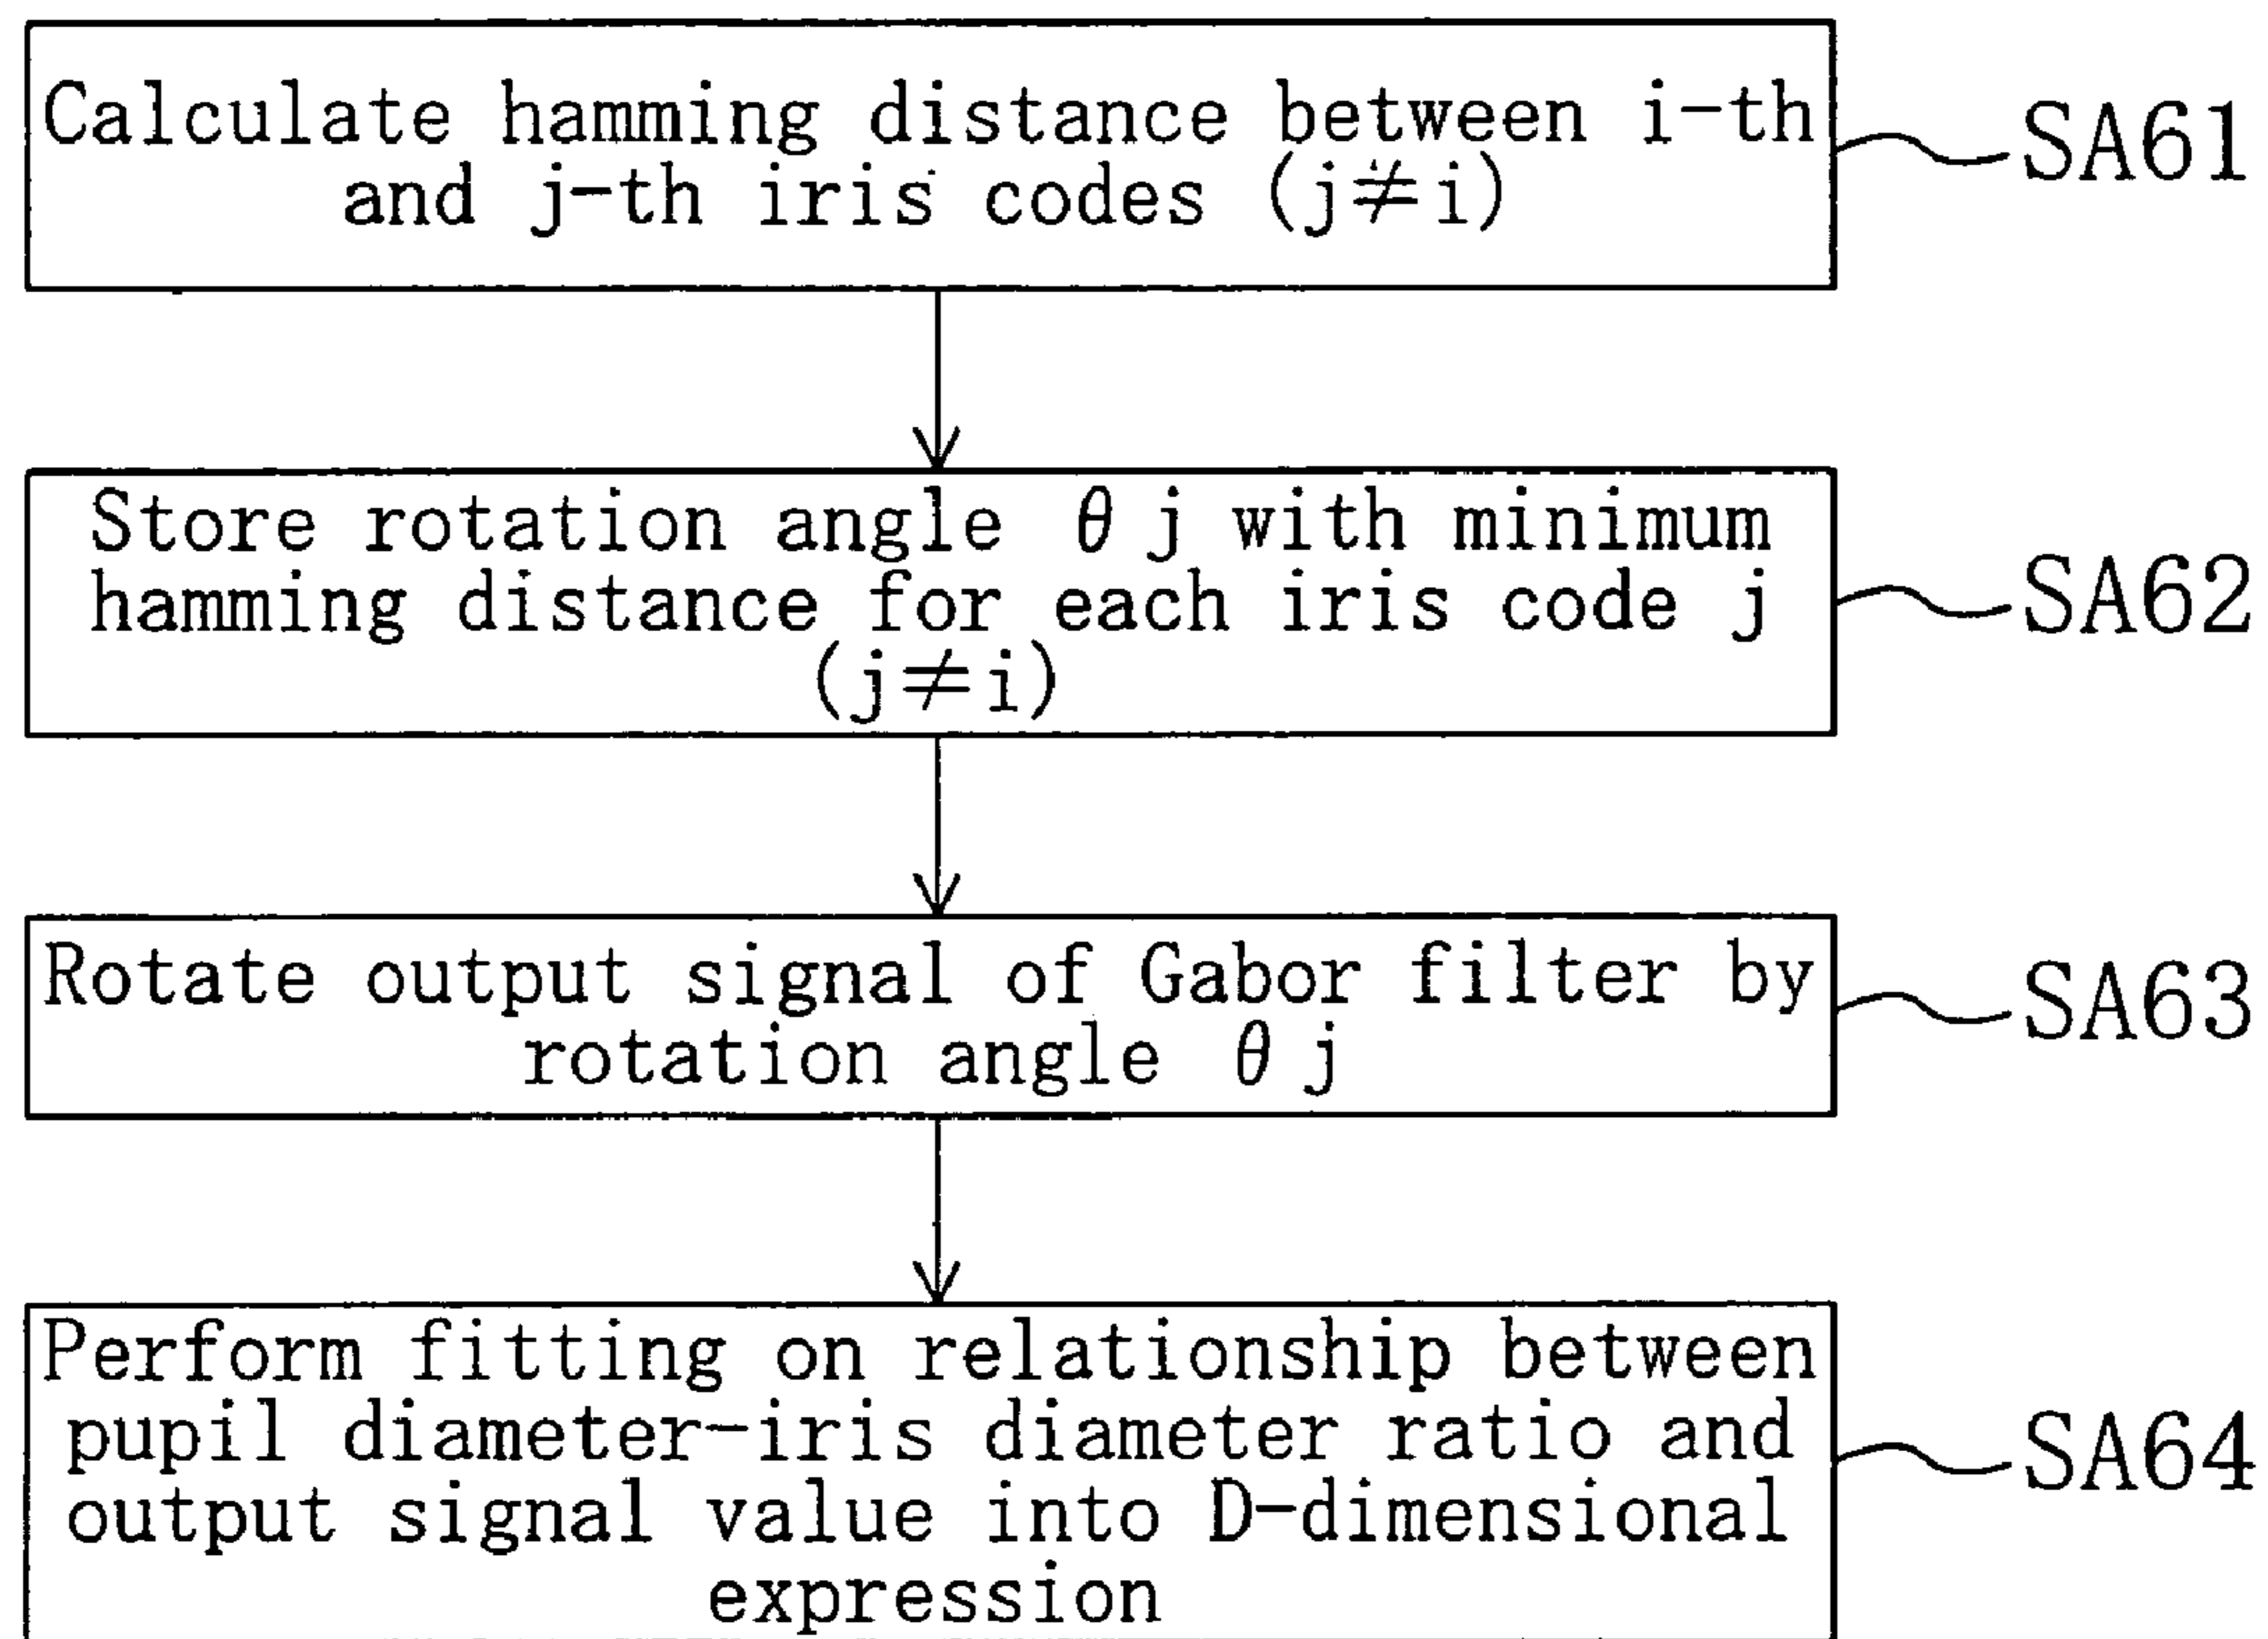 Calculate hamming distance between i-th
and j-th iris codes (j≠i)
SA61
Store rotation angle θ j with minimum
hamming distance for each iris code j
(j≠i)
SA62
Rotate output signal of Gabor filter by
rotation angle θ j
SA63
Perform fitting on relationship between
pupil diameter-iris diameter ratio and
output signal value into D-dimensional
expression
SA64